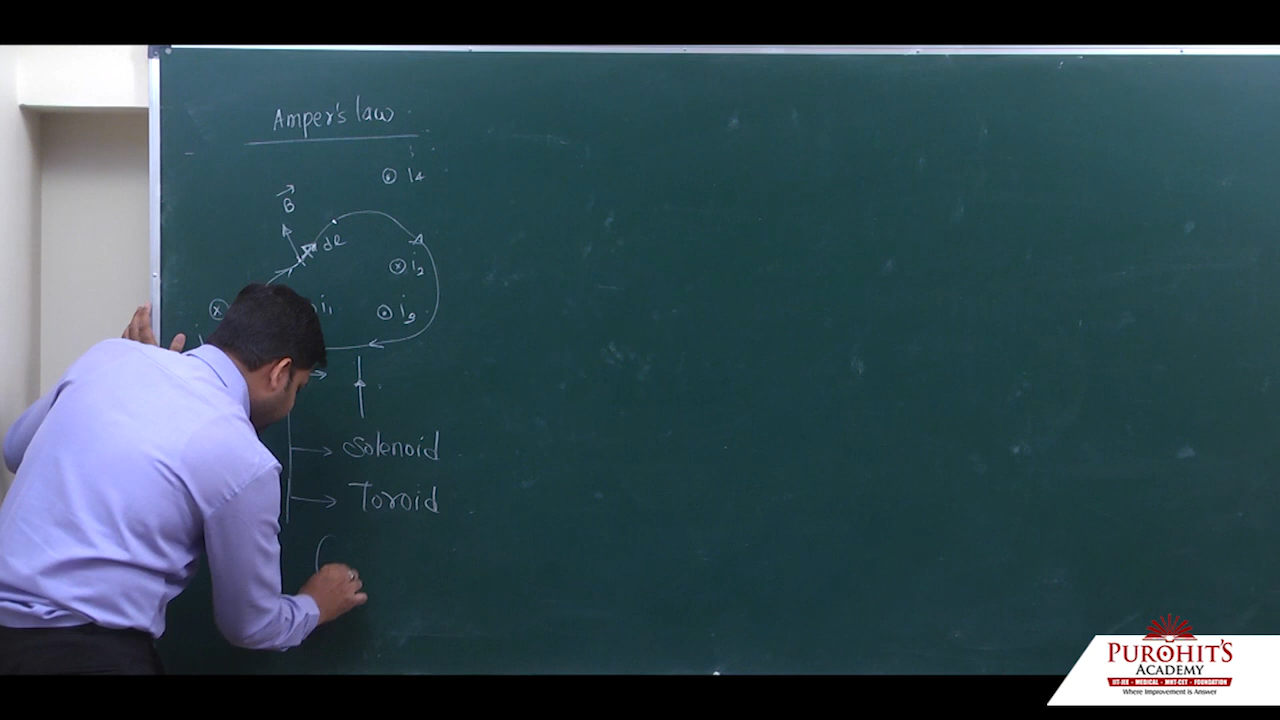 Amper's law
i4
B
dl
i2
i1
i3
Solenoid
Toroid
PUROHIT'S
ACADEMY
IIT-JEE - MEDICAL - MHT-CET - FOUNDATION
Where Improvement is Answer